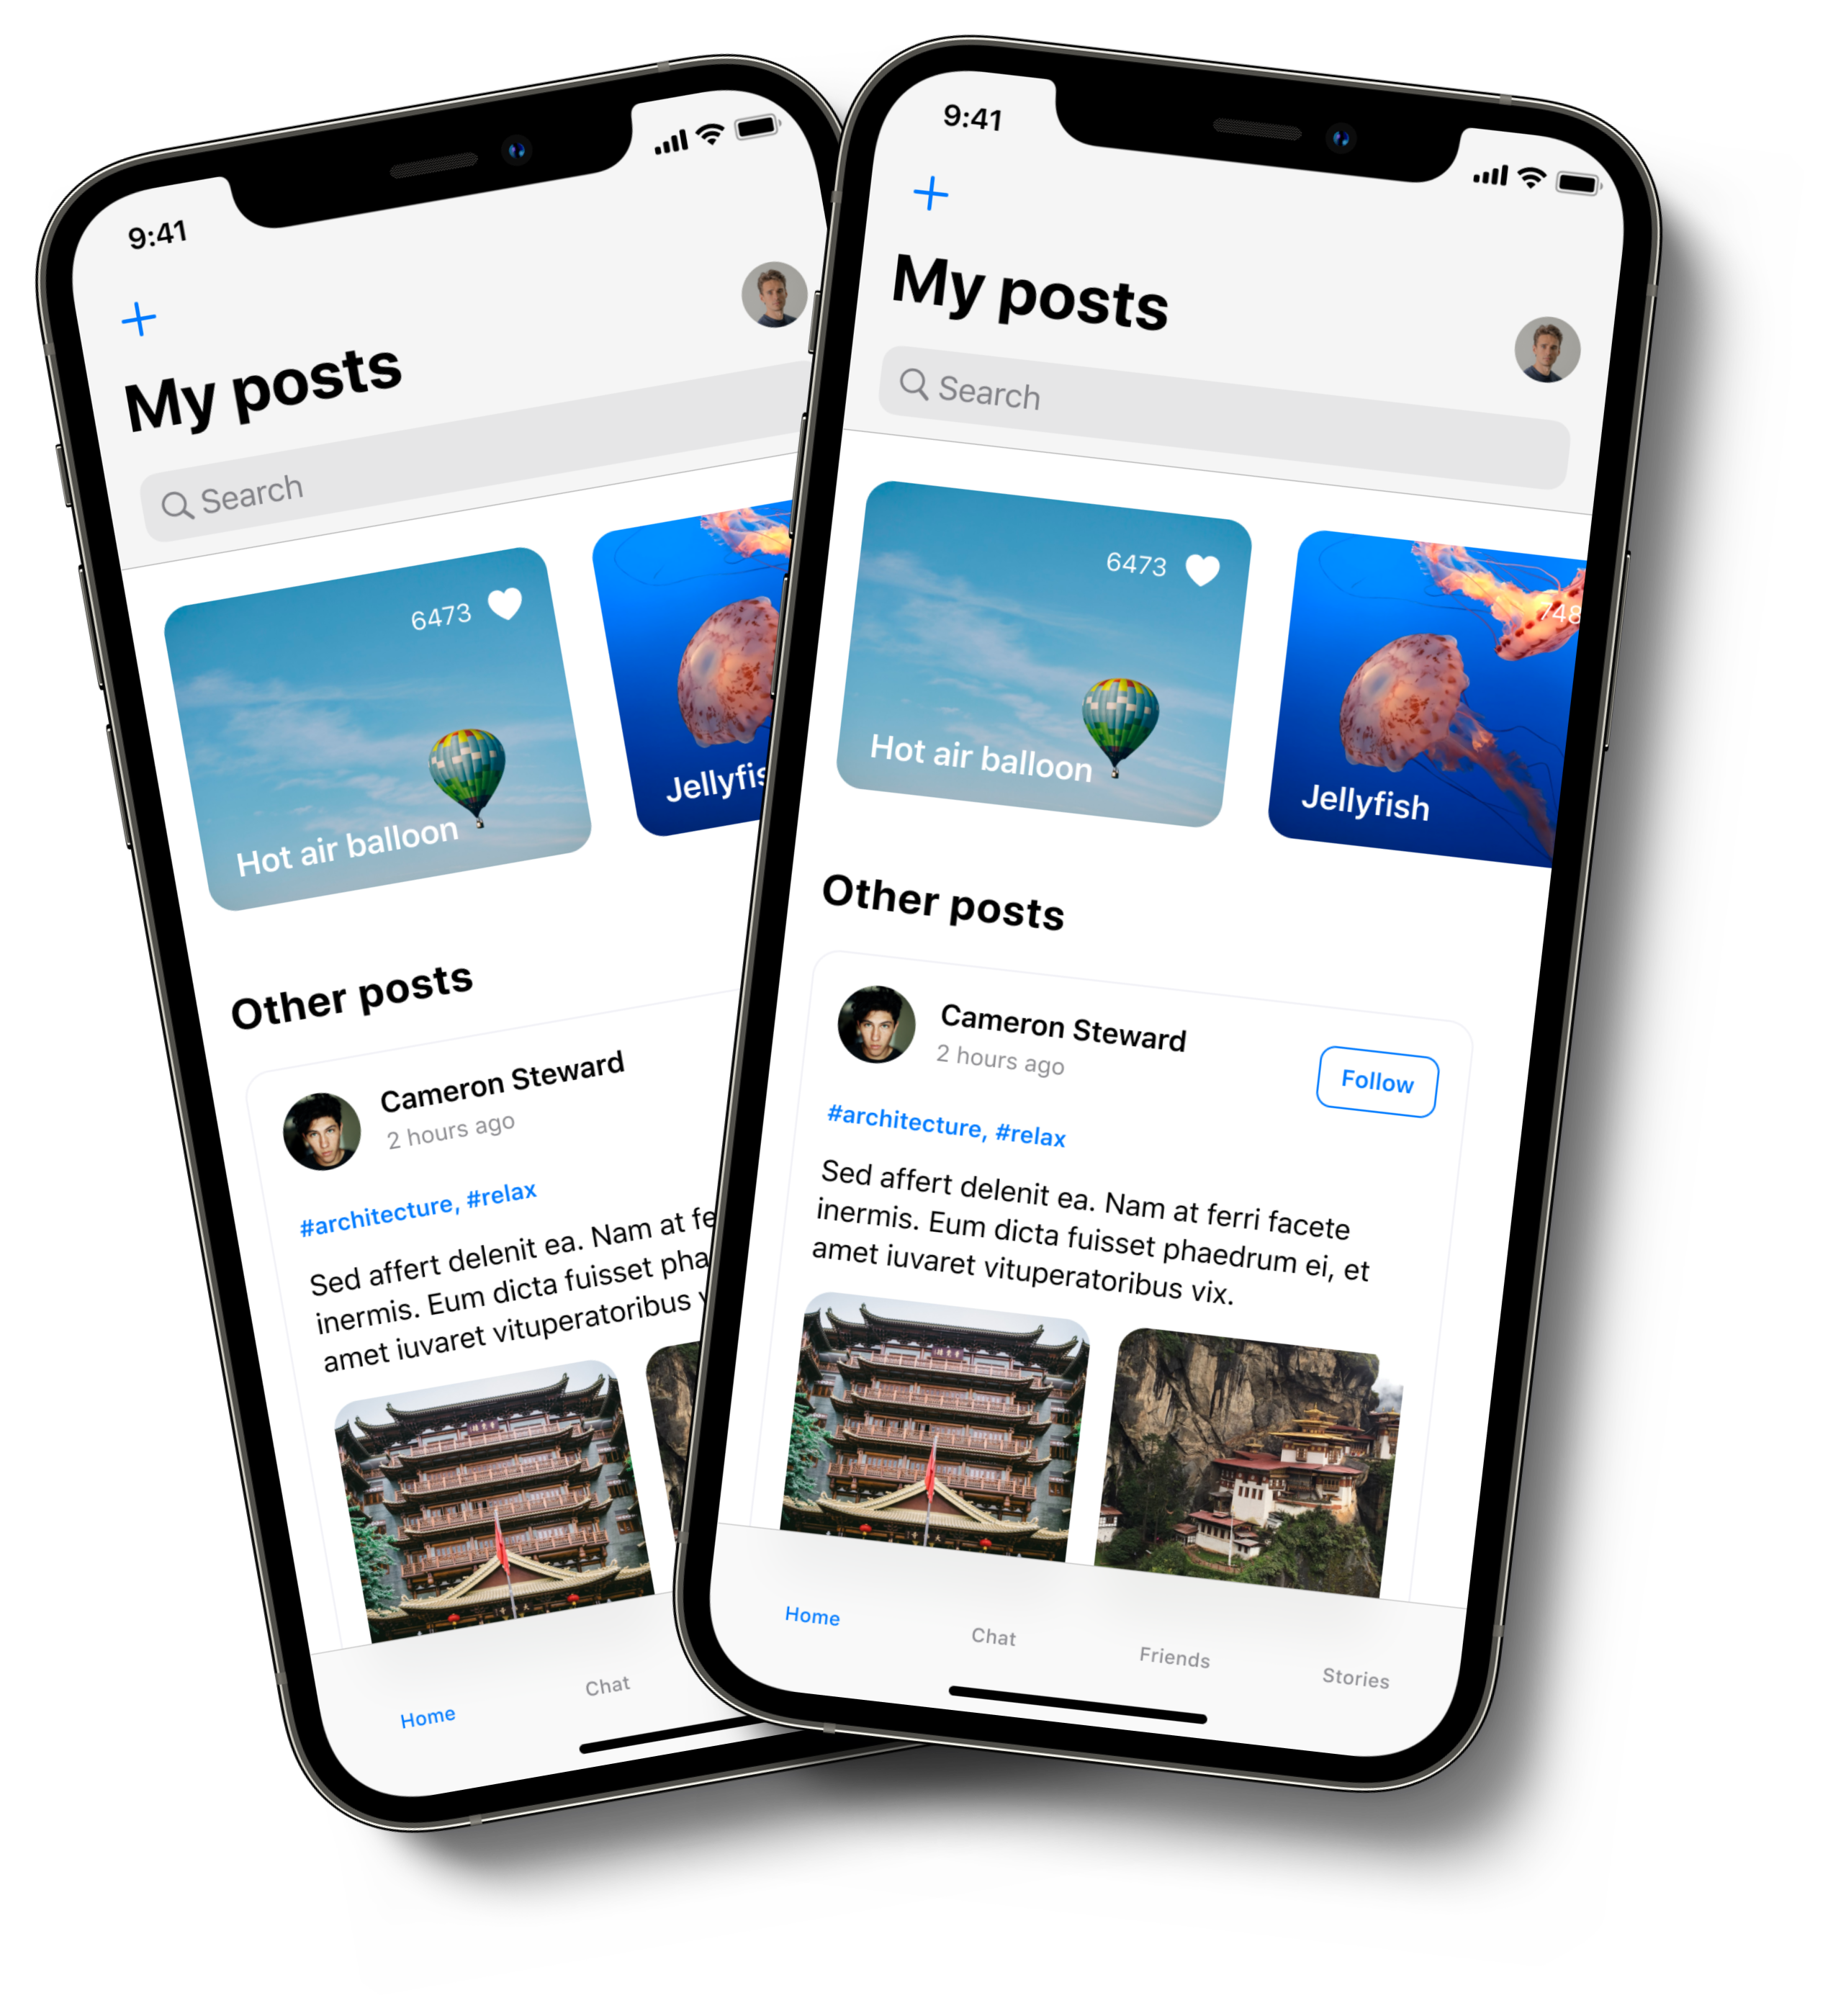 9:41
My posts
Search
6473
Hot air balloon
Other posts
Cameron Steward
2 hours ago
#architecture, #relax
Sed affert delenit ea. Nam at
inermis. Eum dicta fuisset
amet iuvaret vituperatoribus
Home
Chat
9:41
My posts
Search
6473
Hot air balloon
748
Jellyfish
Other posts
Cameron Steward
2 hours ago
Follow
#architecture, #relax
Sed affert delenit ea. Nam at ferri facete
inermis. Eum dicta fuisset phaedrum ei, et
amet iuvaret vituperatoribus vix.
Home
Chat
Friends
Stories